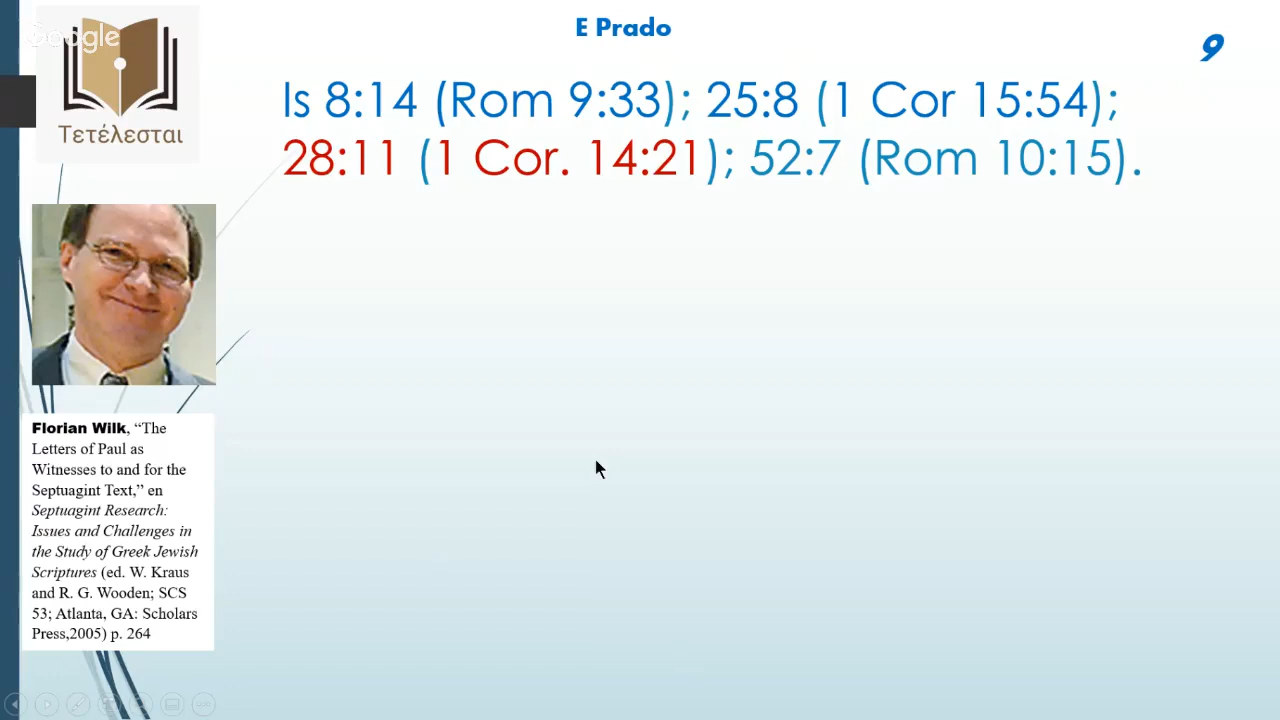 Google
E Prado
9
Τετέλεσται
Is 8:14 (Rom 9:33); 25:8 (1 Cor 15:54);
28:11 (1 Cor. 14:21); 52:7 (Rom 10:15).
Florian Wilk, “The
Letters of Paul as
Witnesses to and for the
Septuagint Text,” en
Septuagint Research:
Issues and Challenges in
the Study of Greek Jewish
Scriptures (ed. W. Kraus
and R. G. Wooden; SCS
53; Atlanta, GA: Scholars
Press,2005) p. 264